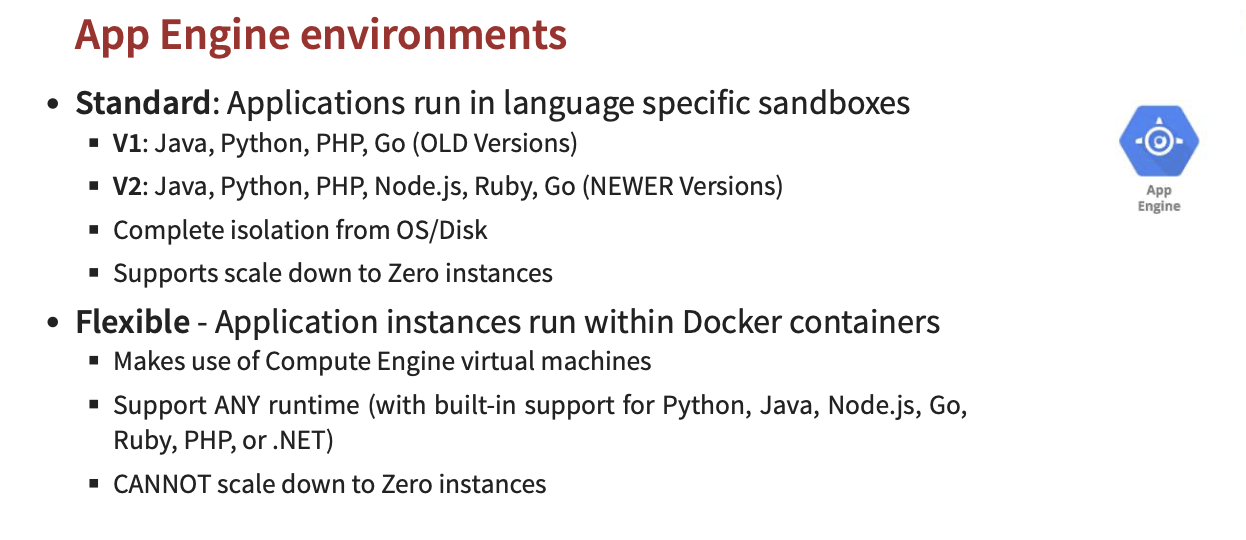 App Engine environments
• Standard: Applications run in language specific sandboxes
▪ V1: Java, Python, PHP, Go (OLD Versions)
▪ V2: Java, Python, PHP, Node.js, Ruby, Go (NEWER Versions)
▪ Complete isolation from OS/Disk
▪ Supports scale down to Zero instances
• Flexible - Application instances run within Docker containers
▪ Makes use of Compute Engine virtual machines
▪ Support ANY runtime (with built-in support for Python, Java, Node.js, Go,
Ruby, PHP, or .NET)
▪ CANNOT scale down to Zero instances
App
Engine